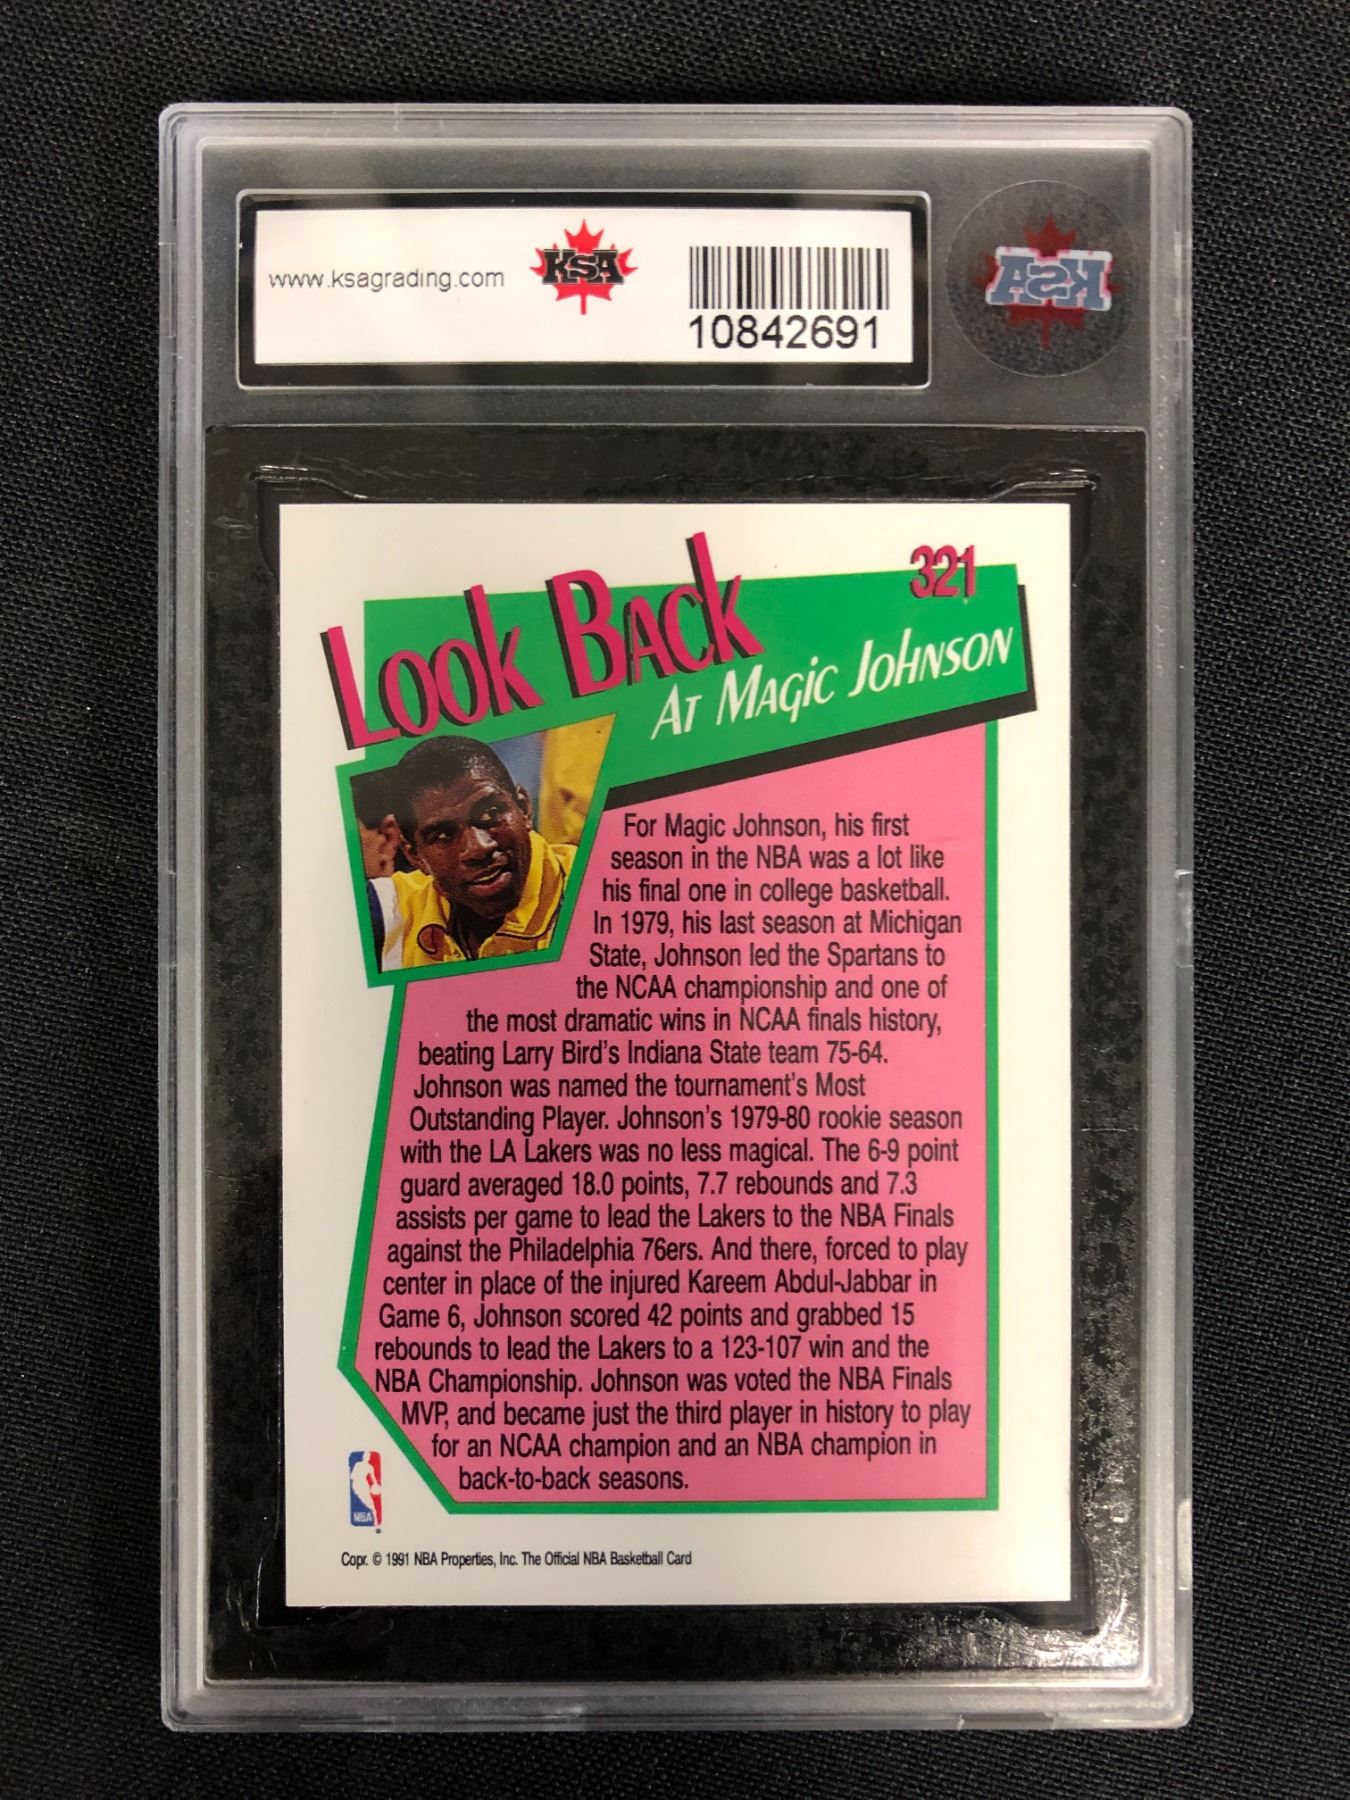 www.ksagrading.com
KSA
10842691
KSA
321
Look Back
At Magic Johnson
For Magic Johnson, his first
season in the NBA was a lot like
his final one in college basketball.
In 1979, his last season at Michigan
State, Johnson led the Spartans to
the NCAA championship and one of
the most dramatic wins in NCAA finals history,
beating Larry Bird's Indiana State team 75-64.
Johnson was named the tournament's Most
Outstanding Player. Johnson's 1979-80 rookie season
with the LA Lakers was no less magical. The 6-9 point
guard averaged 18.0 points, 7.7 rebounds and 7.3
assists per game to lead the Lakers to the NBA Finals
against the Philadelphia 76ers. And there, forced to play
center in place of the injured Kareem Abdul-Jabbar in
Game 6, Johnson scored 42 points and grabbed 15
rebounds to lead the Lakers to a 123-107 win and the
NBA Championship. Johnson was voted the NBA Finals
MVP, and became just the third player in history to play
for an NCAA champion and an NBA champion in
back-to-back seasons.
NBA
Copr. © 1991 NBA Properties, Inc. The Official NBA Basketball Card